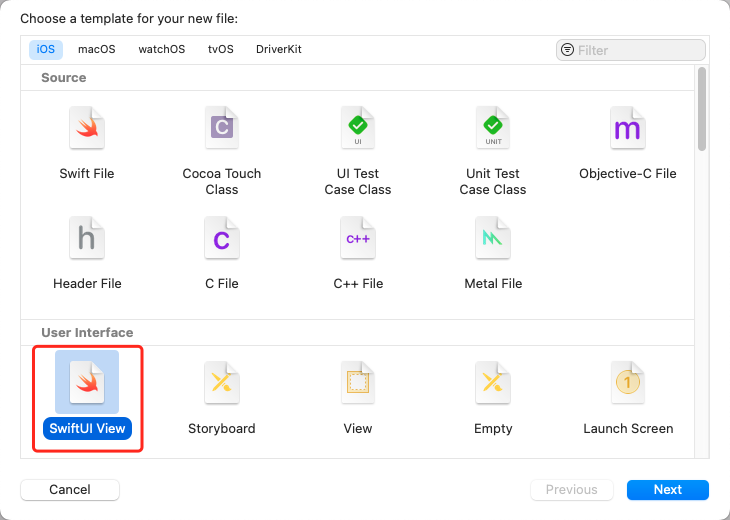 Choose a template for your new file:
iOS macOS watchOS tvOS DriverKit Filter
Source
C UI UNIT m
Swift File Cocoa Touch Class UI Test Case Class Unit Test Case Class Objective-C File
h C C++
Header File C File C++ File Metal File
User Interface
1
SwiftUI View Storyboard View Empty Launch Screen
Cancel Previous Next